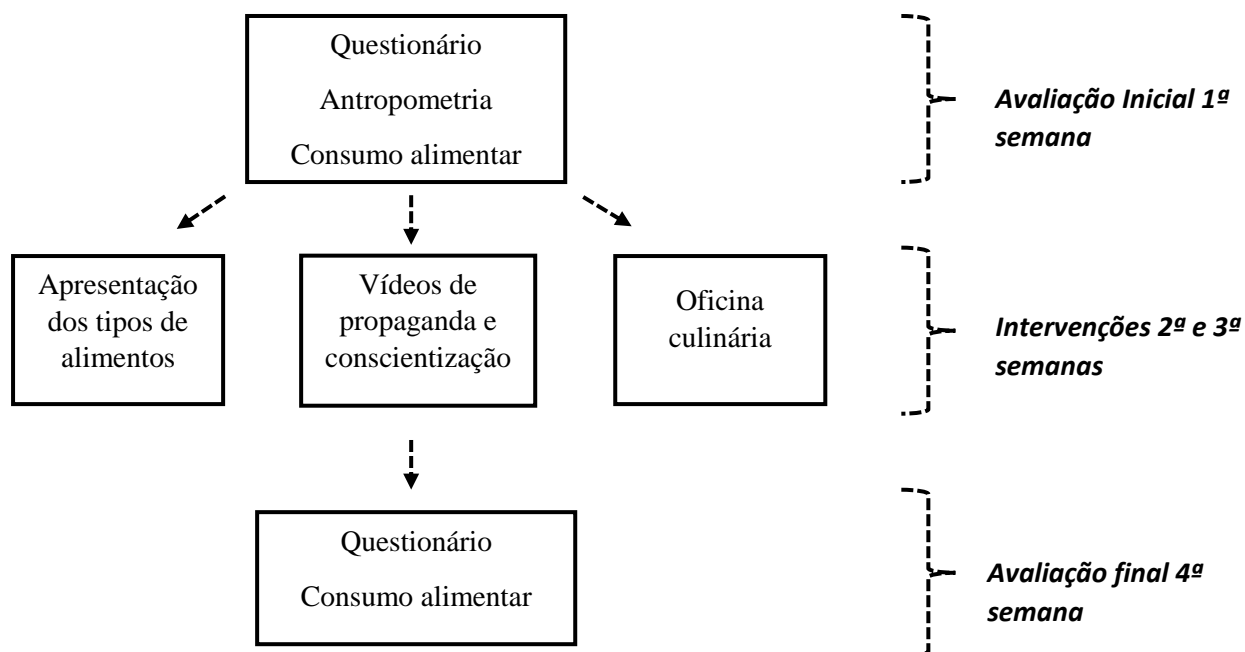 Questionário
Antropometria
Consumo alimentar
Avaliação Inicial 1ª
semana
Apresentação
dos tipos de
alimentos
Vídeos de
propaganda e
conscientização
Oficina
culinária
Intervenções 2ª e 3ª
semanas
Questionário
Consumo alimentar
Avaliação final 4ª
semana